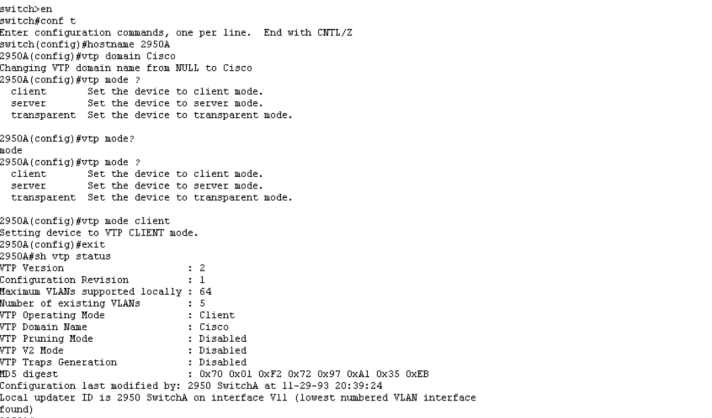 switch>en
switch#conf t
Enter configuration commands, one per line.  End with CNTL/Z
switch(config)#hostname 2950A
2950A(config)#vtp domain Cisco
Changing VTP domain name from NULL to Cisco
2950A(config)#vtp mode ?
  client       Set the device to client mode.
  server       Set the device to server mode.
  transparent  Set the device to transparent mode.
2950A(config)#vtp mode?
mode
2950A(config)#vtp mode ?
  client       Set the device to client mode.
  server       Set the device to server mode.
  transparent  Set the device to transparent mode.
2950A(config)#vtp mode client
Setting device to VTP CLIENT mode.
2950A(config)#exit
2950A#sh vtp status
VTP Version                     : 2
Configuration Revision          : 1
Maximum VLANs supported locally : 64
Number of existing VLANs        : 5
VTP Operating Mode              : Client
VTP Domain Name                 : Cisco
VTP Pruning Mode                : Disabled
VTP V2 Mode                     : Disabled
VTP Traps Generation            : Disabled
MD5 digest                      : 0x70 0x01 0xF2 0x72 0x97 0xA1 0x35 0xEB
Configuration last modified by: 2950 SwitchA at 11-29-93 20:39:24
Local updater ID is 2950 SwitchA on interface Vl1 (lowest numbered VLAN interface
found)